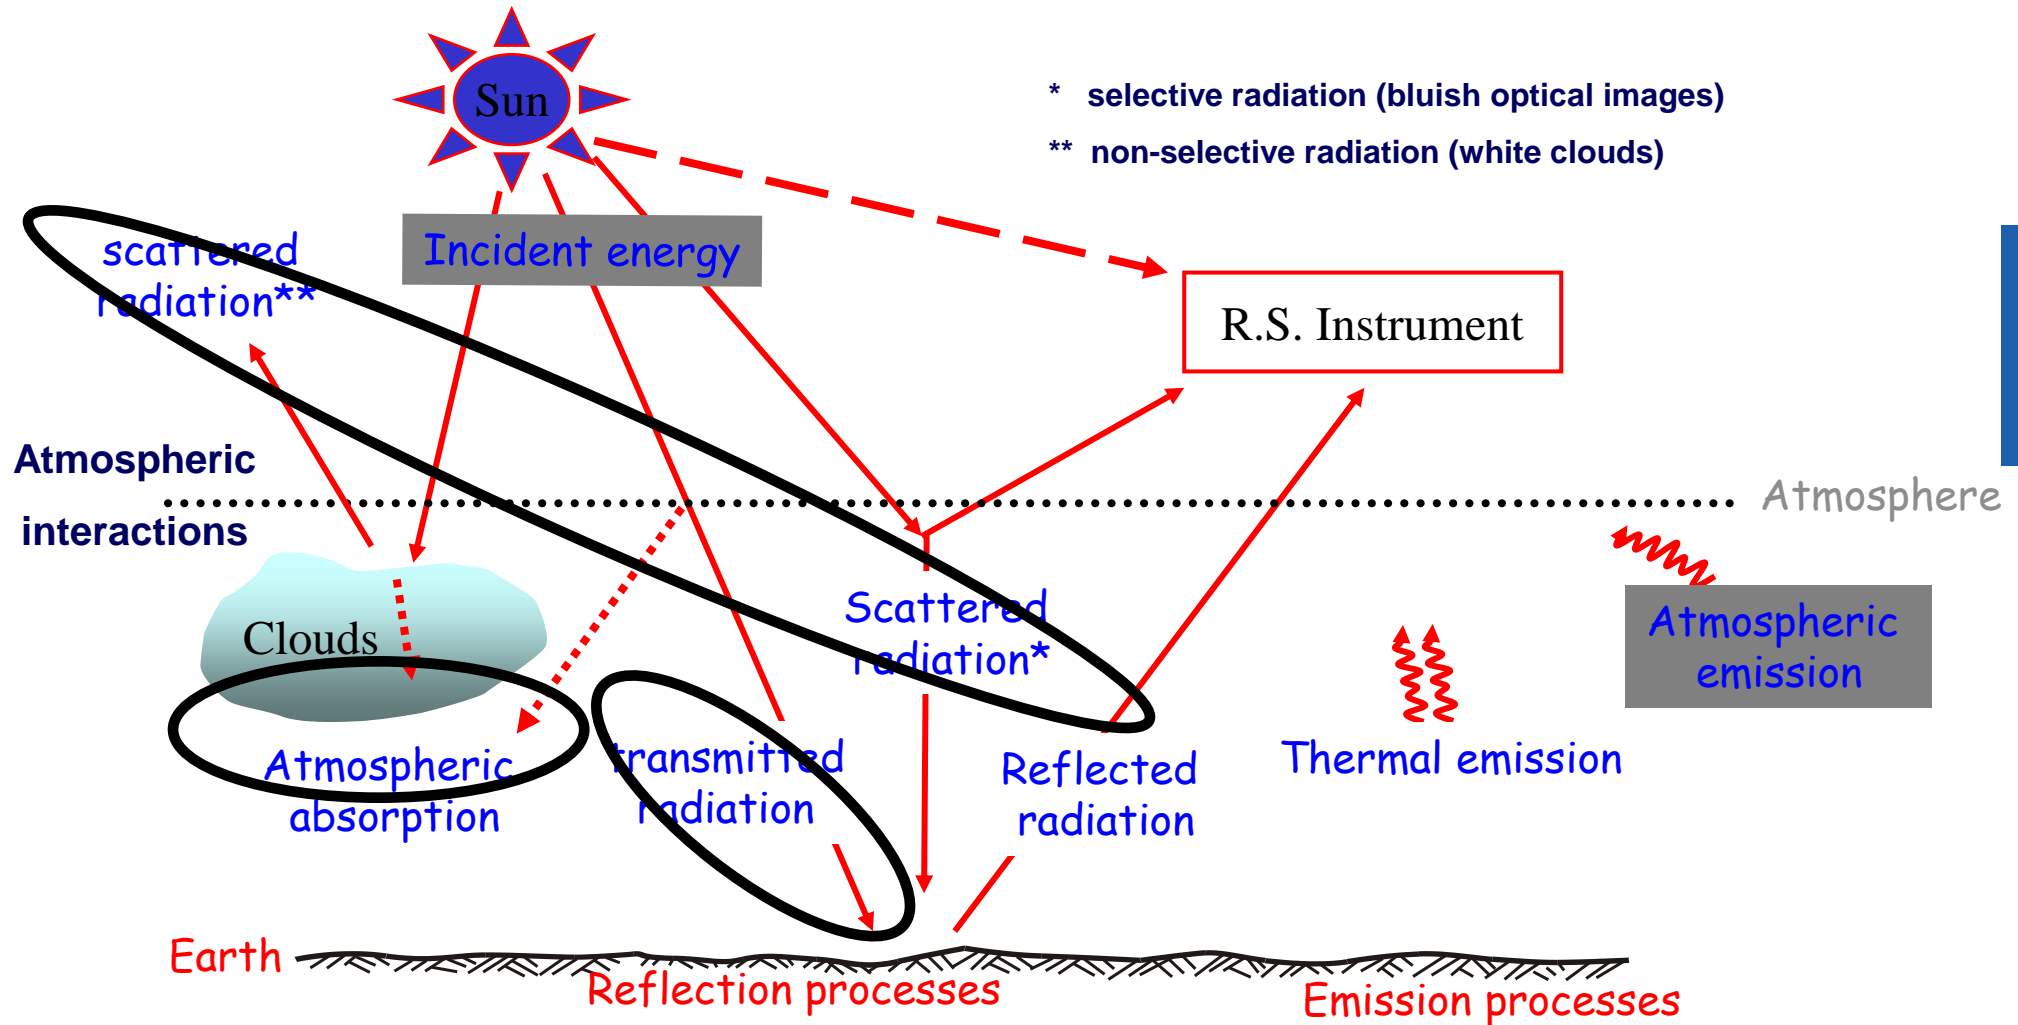 Sun
* selective radiation (bluish optical images)
** non-selective radiation (white clouds)
scattered
radiation**
Incident energy
R.S. Instrument
Atmospheric
interactions
Atmosphere
Clouds
Scattered
radiation*
Atmospheric
emission
Atmospheric
absorption
transmitted
radiation
Reflected
radiation
Thermal emission
Earth
Reflection processes
Emission processes